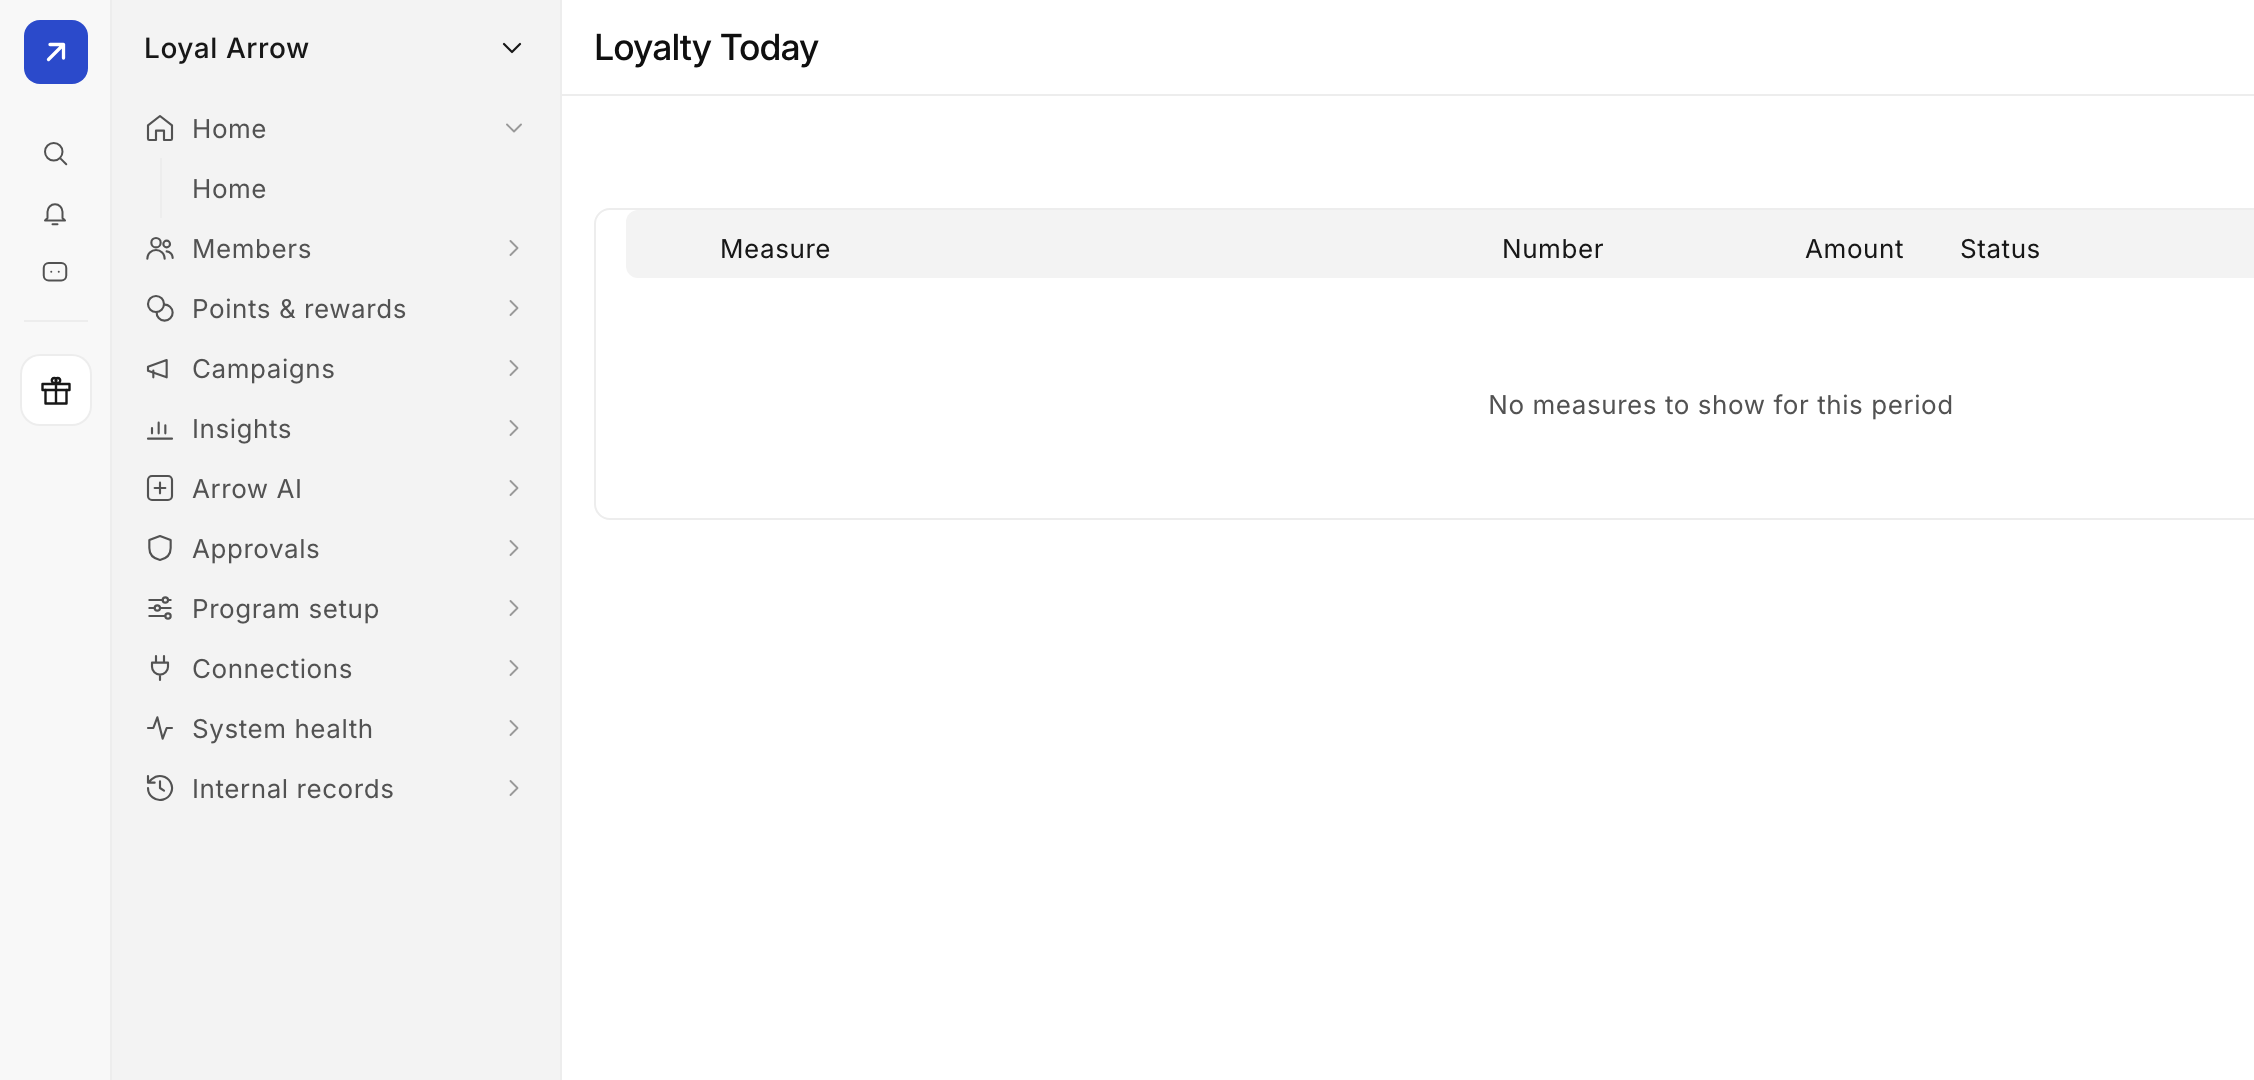 Loyal Arrow
Home
Home
Members
Points & rewards
Campaigns
Insights
Arrow AI
Approvals
Program setup
Connections
System health
Internal records
Loyalty Today
Measure Number Amount Status
No measures to show for this period